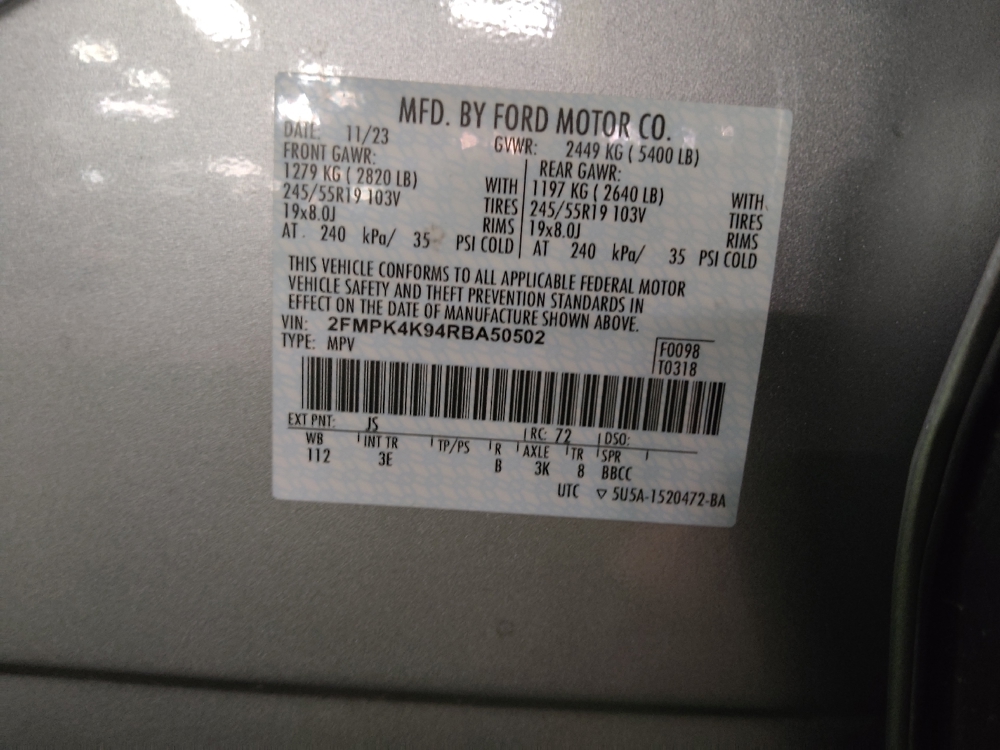 MFD. BY FORD MOTOR CO.
DATE: 11/23 GVWR: 2449 KG ( 5400 LB)
FRONT GAWR: REAR GAWR:
1279 KG ( 2820 LB) WITH 1197 KG ( 2640 LB) WITH
245/55R19 103V TIRES 245/55R19 103V TIRES
19x8.0J RIMS 19x8.0J RIMS
AT 240 kPa/ 35 PSI COLD AT 240 kPa/ 35 PSI COLD
THIS VEHICLE CONFORMS TO ALL APPLICABLE FEDERAL MOTOR
VEHICLE SAFETY AND THEFT PREVENTION STANDARDS IN
EFFECT ON THE DATE OF MANUFACTURE SHOWN ABOVE.
VIN: 2FMPK4K94RBA50502
TYPE: MPV F0098
T0318
EXT PNT: JS RC: 72 DSO:
WB INT TR TP/PS R AXLE TR SPR
112 3E B 3K 8 BBCC
UTC ▽ 5U5A-1520472-BA